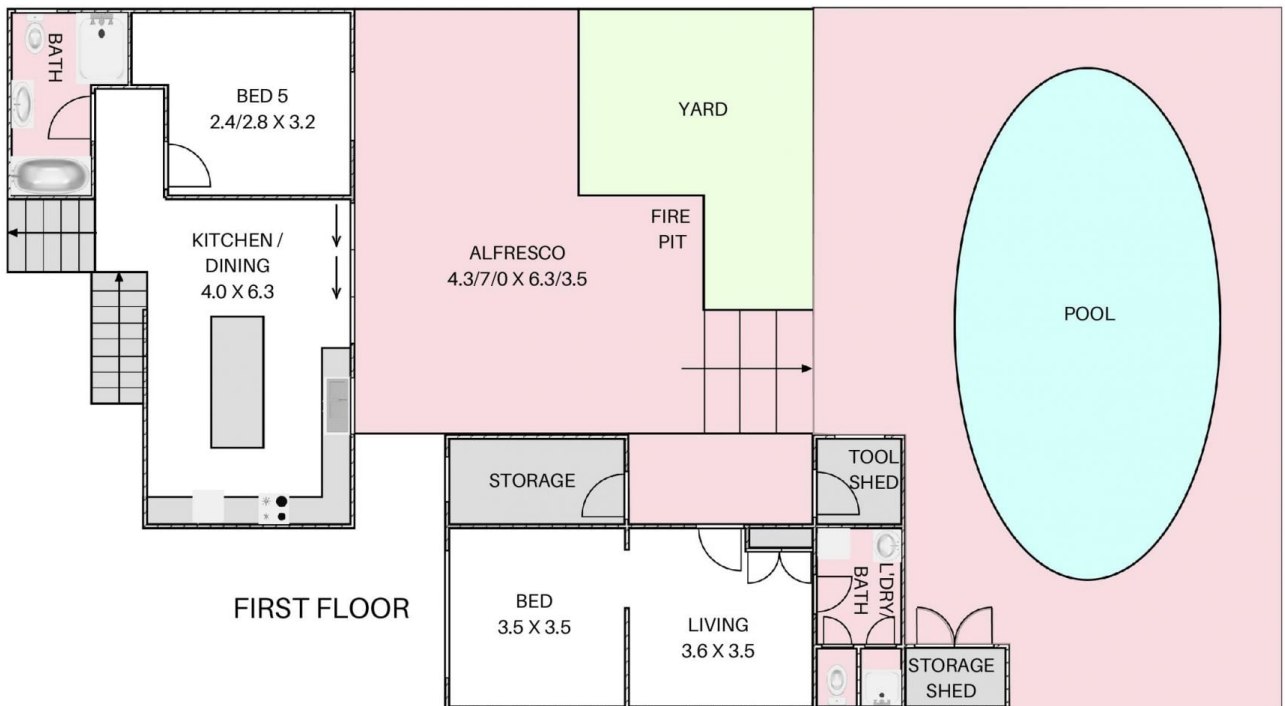 BATH
BED 5
2.4/2.8 X 3.2
YARD
KITCHEN /
DINING
4.0 X 6.3
ALFRESCO
4.3/7/0 X 6.3/3.5
FIRE
PIT
POOL
STORAGE
TOOL
SHED
FIRST FLOOR
BED
3.5 X 3.5
LIVING
3.6 X 3.5
L'DRY/
BATH
STORAGE
SHED